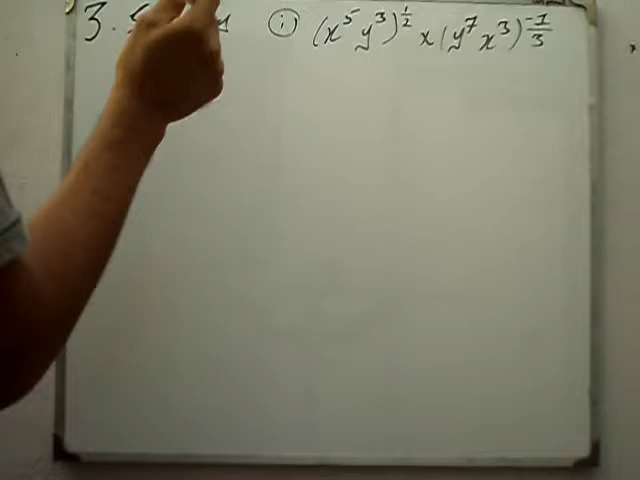 3. (i) (x⁵y³)^½ x (y⁷x³)^-1/3